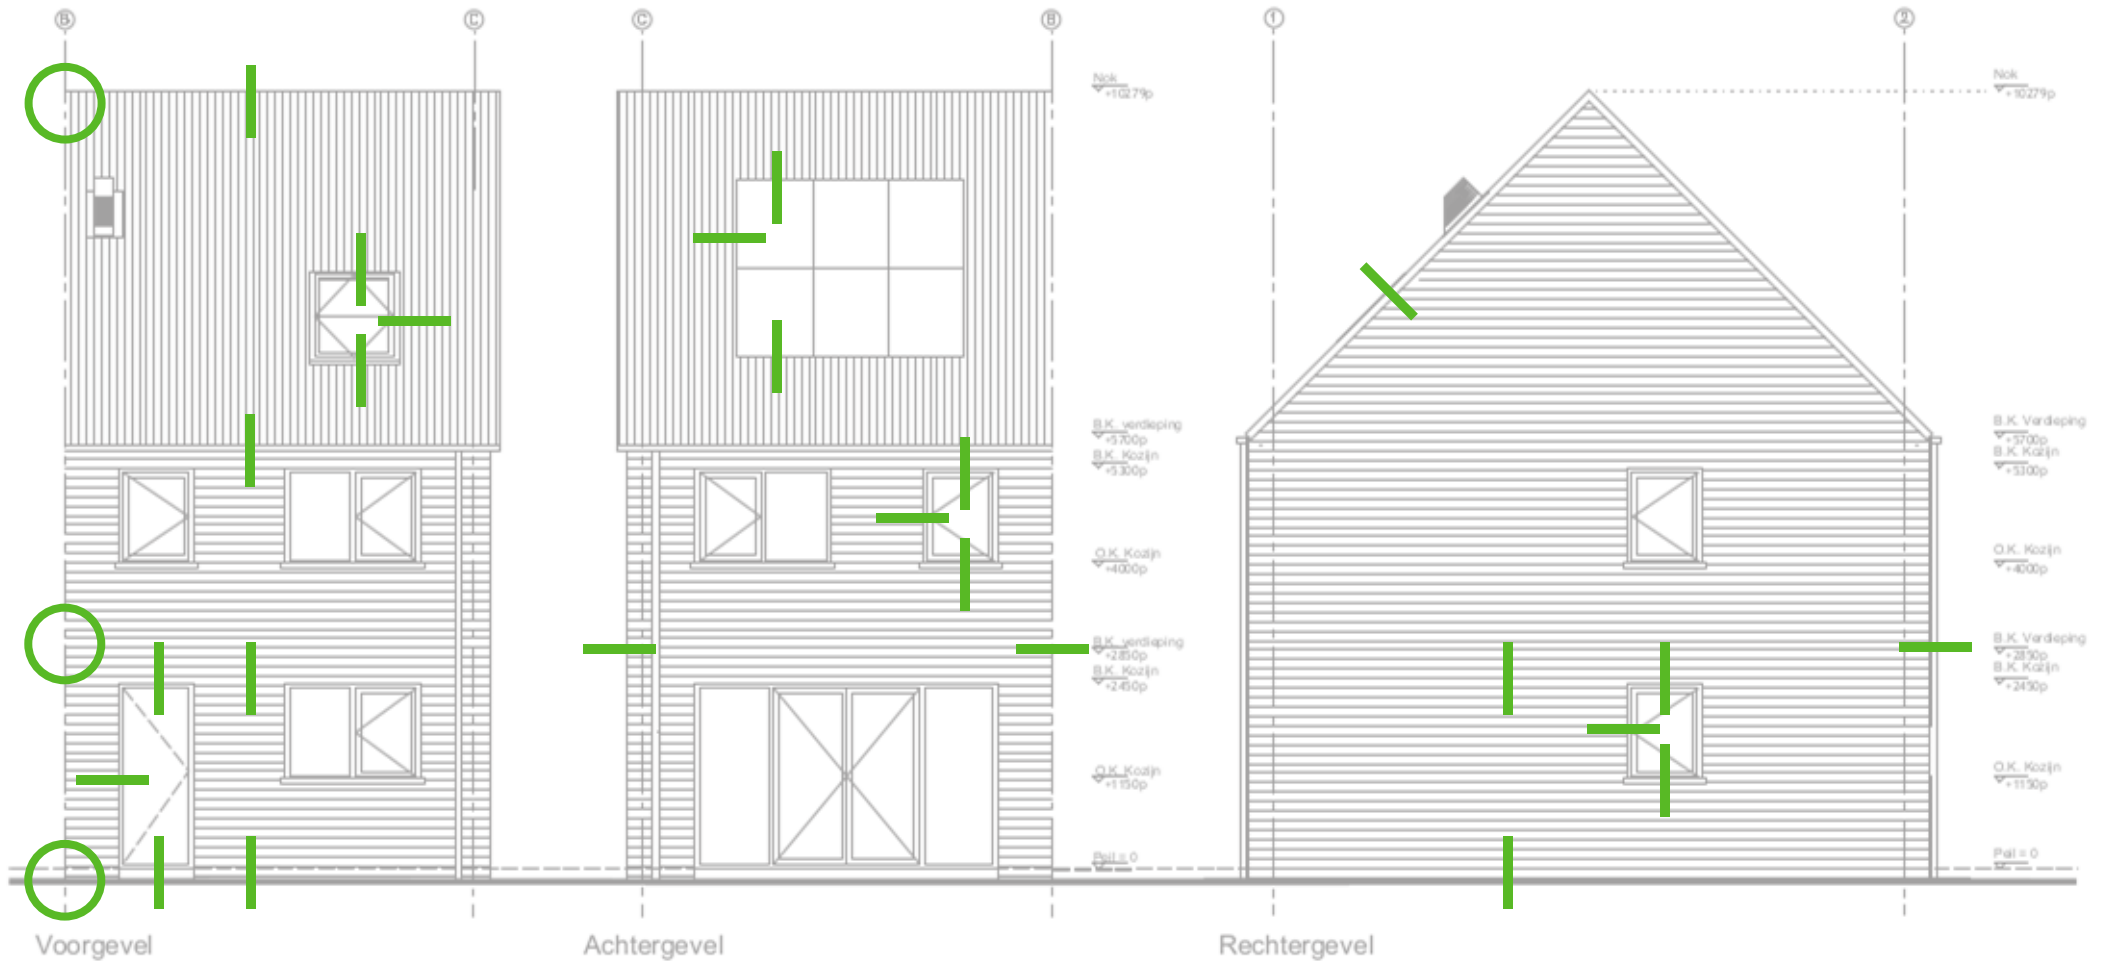 B
C
C
B
1
2
Nok
+10279p
B.K. verdieping
+5700p
B.K. Kozijn
+5300p
O.K. Kozijn
+4000p
B.K. verdieping
+2850p
B.K. Kozijn
+2450p
O.K. Kozijn
+1150p
Peil = 0
Nok
+10279p
B.K. Verdieping
+5700p
B.K. Kozijn
+5300p
O.K. Kozijn
+4000p
B.K. Verdieping
+2850p
B.K. Kozijn
+2450p
O.K. Kozijn
+1150p
Peil = 0
Voorgevel
Achtergevel
Rechtergevel